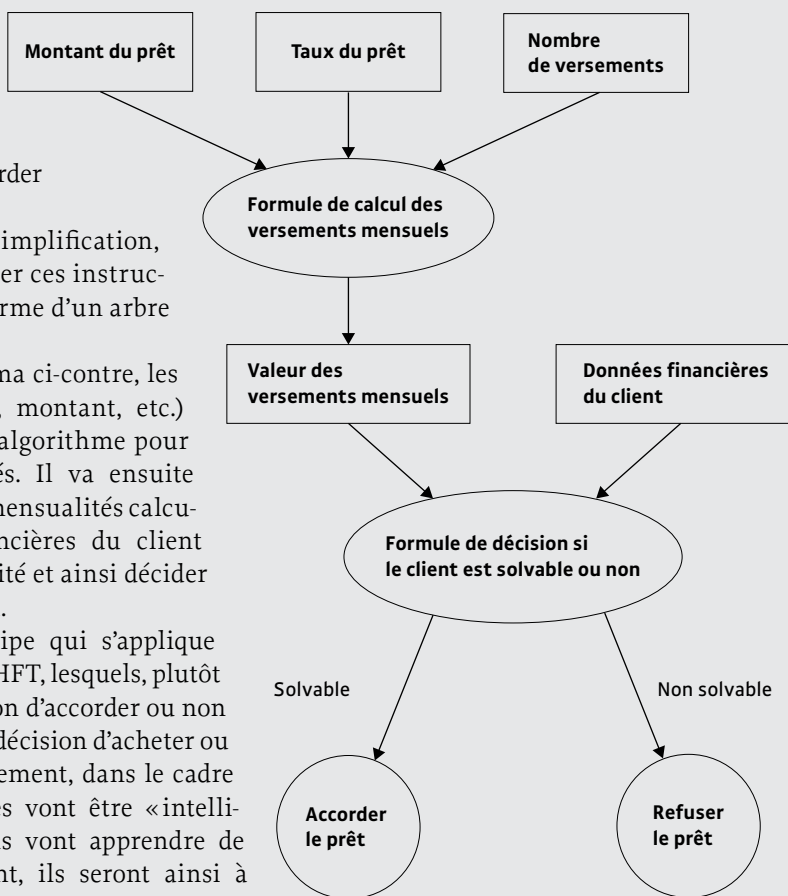 Montant du prêt
Taux du prêt
Nombre
de versements
Formule de calcul des
versements mensuels
Valeur des
versements mensuels
Données financières
du client
Formule de décision si
le client est solvable ou non
Solvable
Non solvable
Accorder
le prêt
Refuser
le prêt
rder
implification,
er ces instruc-
rme d'un arbre
ma ci-contre, les
, montant, etc.)
algorithme pour
és. Il va ensuite
mensualités calcu-
ncières du client
ité et ainsi décider
.
ipe qui s'applique
HFT, lesquels, plutôt
on d'accorder ou non
décision d'acheter ou
ement, dans le cadre
es vont être «intelli-
s vont apprendre de
nt, ils seront ainsi à